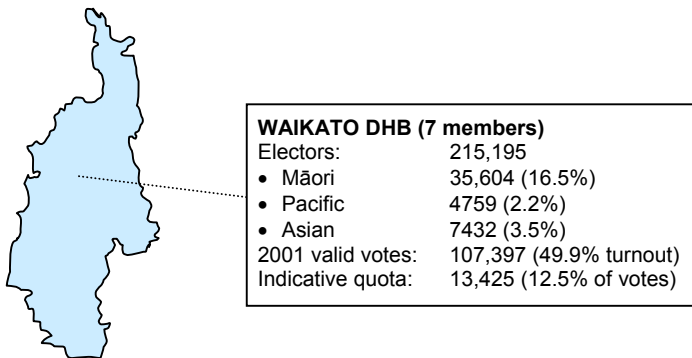 WAIKATO DHB (7 members)
Electors: 215,195
• Māori 35,604 (16.5%)
• Pacific 4759 (2.2%)
• Asian 7432 (3.5%)
2001 valid votes: 107,397 (49.9% turnout)
Indicative quota: 13,425 (12.5% of votes)